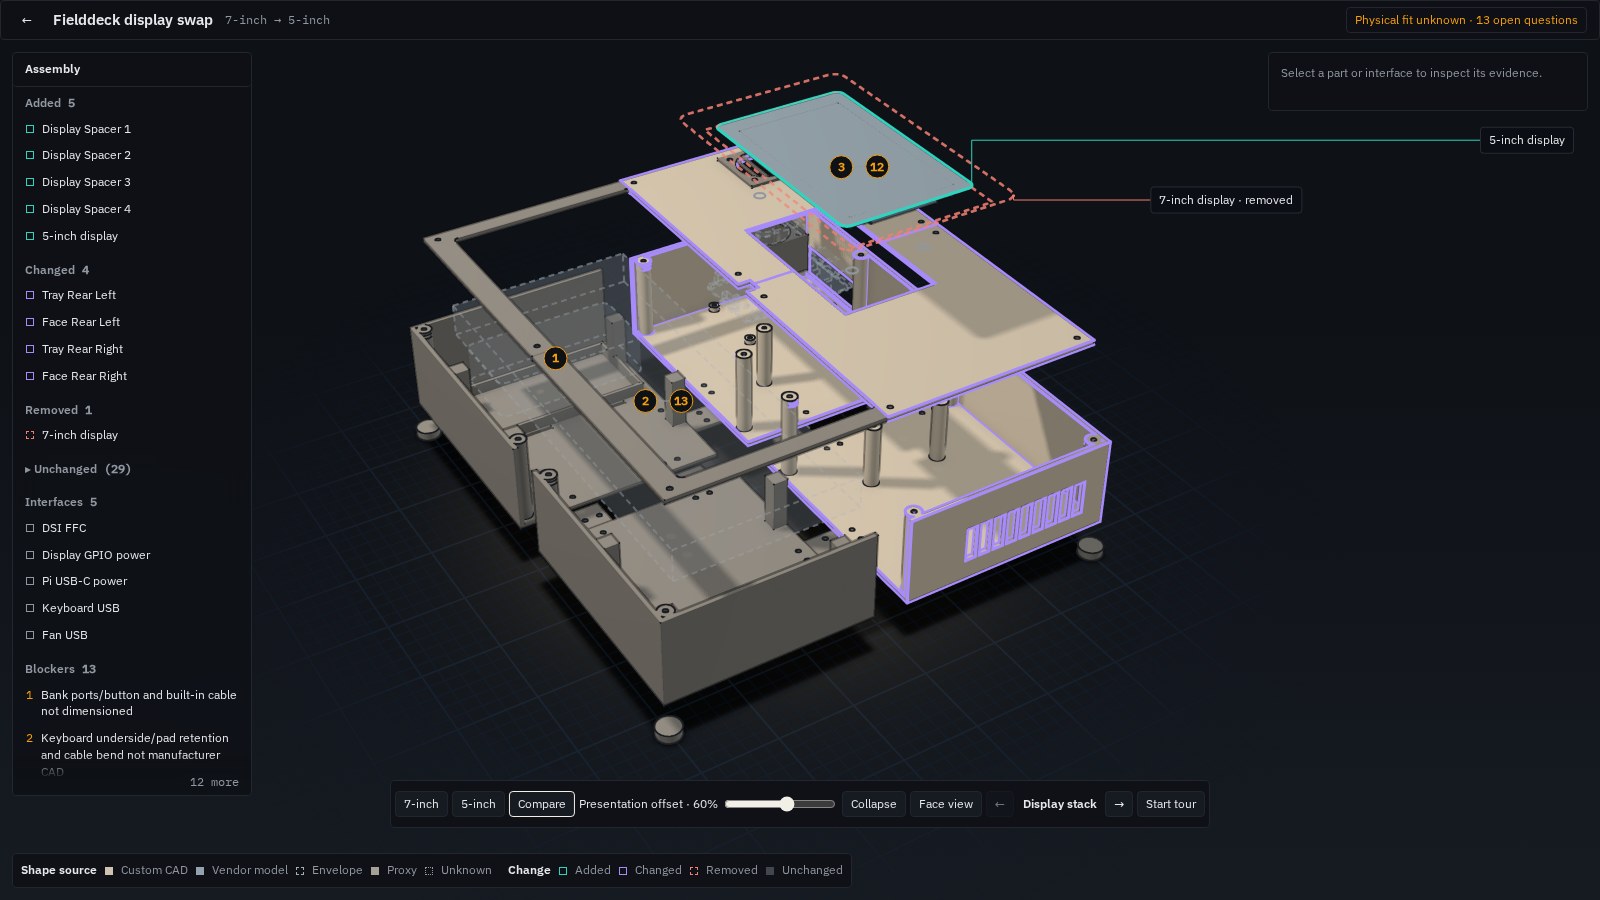 ← Fielddeck display swap 7-inch → 5-inch
Physical fit unknown · 13 open questions
Assembly
Added 5
Display Spacer 1
Display Spacer 2
Display Spacer 3
Display Spacer 4
5-inch display
Changed 4
Tray Rear Left
Face Rear Left
Tray Rear Right
Face Rear Right
Removed 1
7-inch display
▸ Unchanged (29)
Interfaces 5
DSI FFC
Display GPIO power
Pi USB-C power
Keyboard USB
Fan USB
Blockers 13
1 Bank ports/button and built-in cable
not dimensioned
2 Keyboard underside/pad retention
and cable bend not manufacturer
CAD
12 more
Select a part or interface to inspect its evidence.
5-inch display
7-inch display · removed
3 12
1
2 13
7-inch 5-inch Compare Presentation offset · 60% Collapse Face view ← Display stack → Start tour
Shape source Custom CAD Vendor model Envelope Proxy Unknown Change Added Changed Removed Unchanged